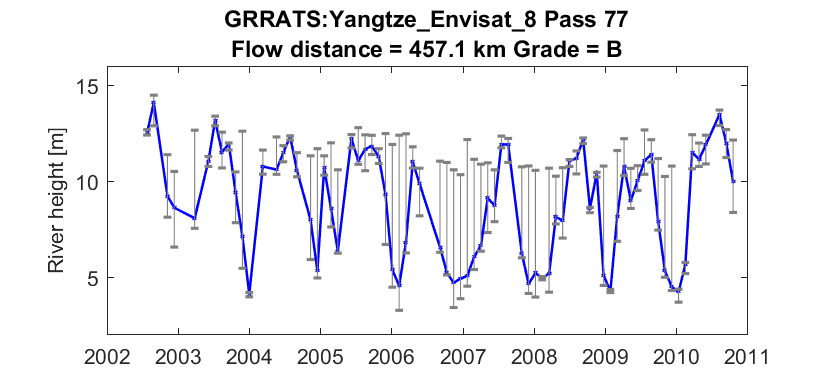 GRRATS:Yangtze_Envisat_8 Pass 77
Flow distance = 457.1 km Grade = B
River height [m]
15
10
5
2002 2003 2004 2005 2006 2007 2008 2009 2010 2011